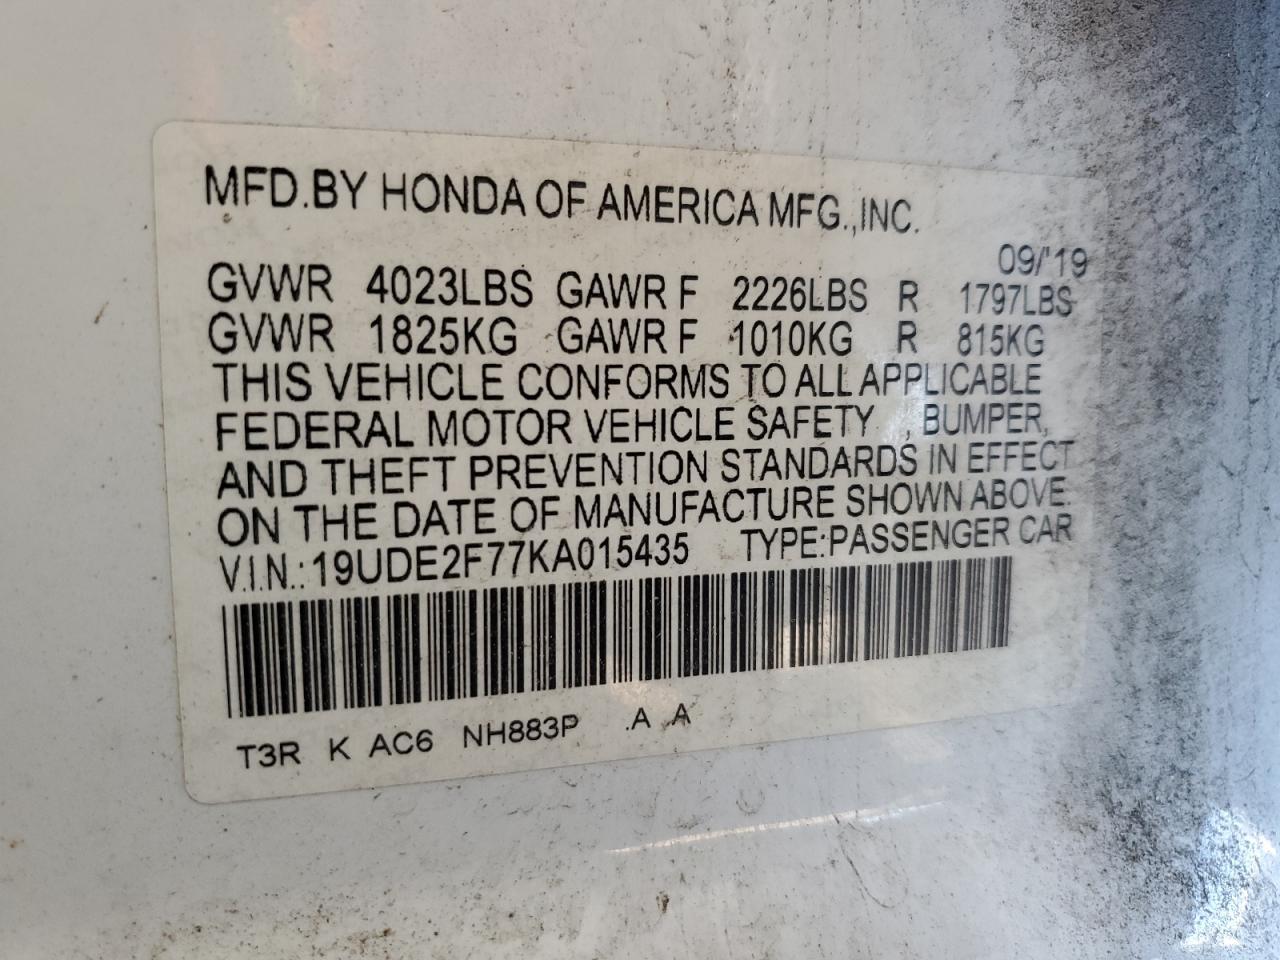 MFD.BY HONDA OF AMERICA MFG.,INC.
09/'19
GVWR 4023LBS GAWR F 2226LBS R 1797LBS
GVWR 1825KG GAWR F 1010KG R 815KG
THIS VEHICLE CONFORMS TO ALL APPLICABLE
FEDERAL MOTOR VEHICLE SAFETY , BUMPER,
AND THEFT PREVENTION STANDARDS IN EFFECT
ON THE DATE OF MANUFACTURE SHOWN ABOVE.
V.I.N.:19UDE2F77KA015435 TYPE:PASSENGER CAR
T3R K AC6 NH883P .A A